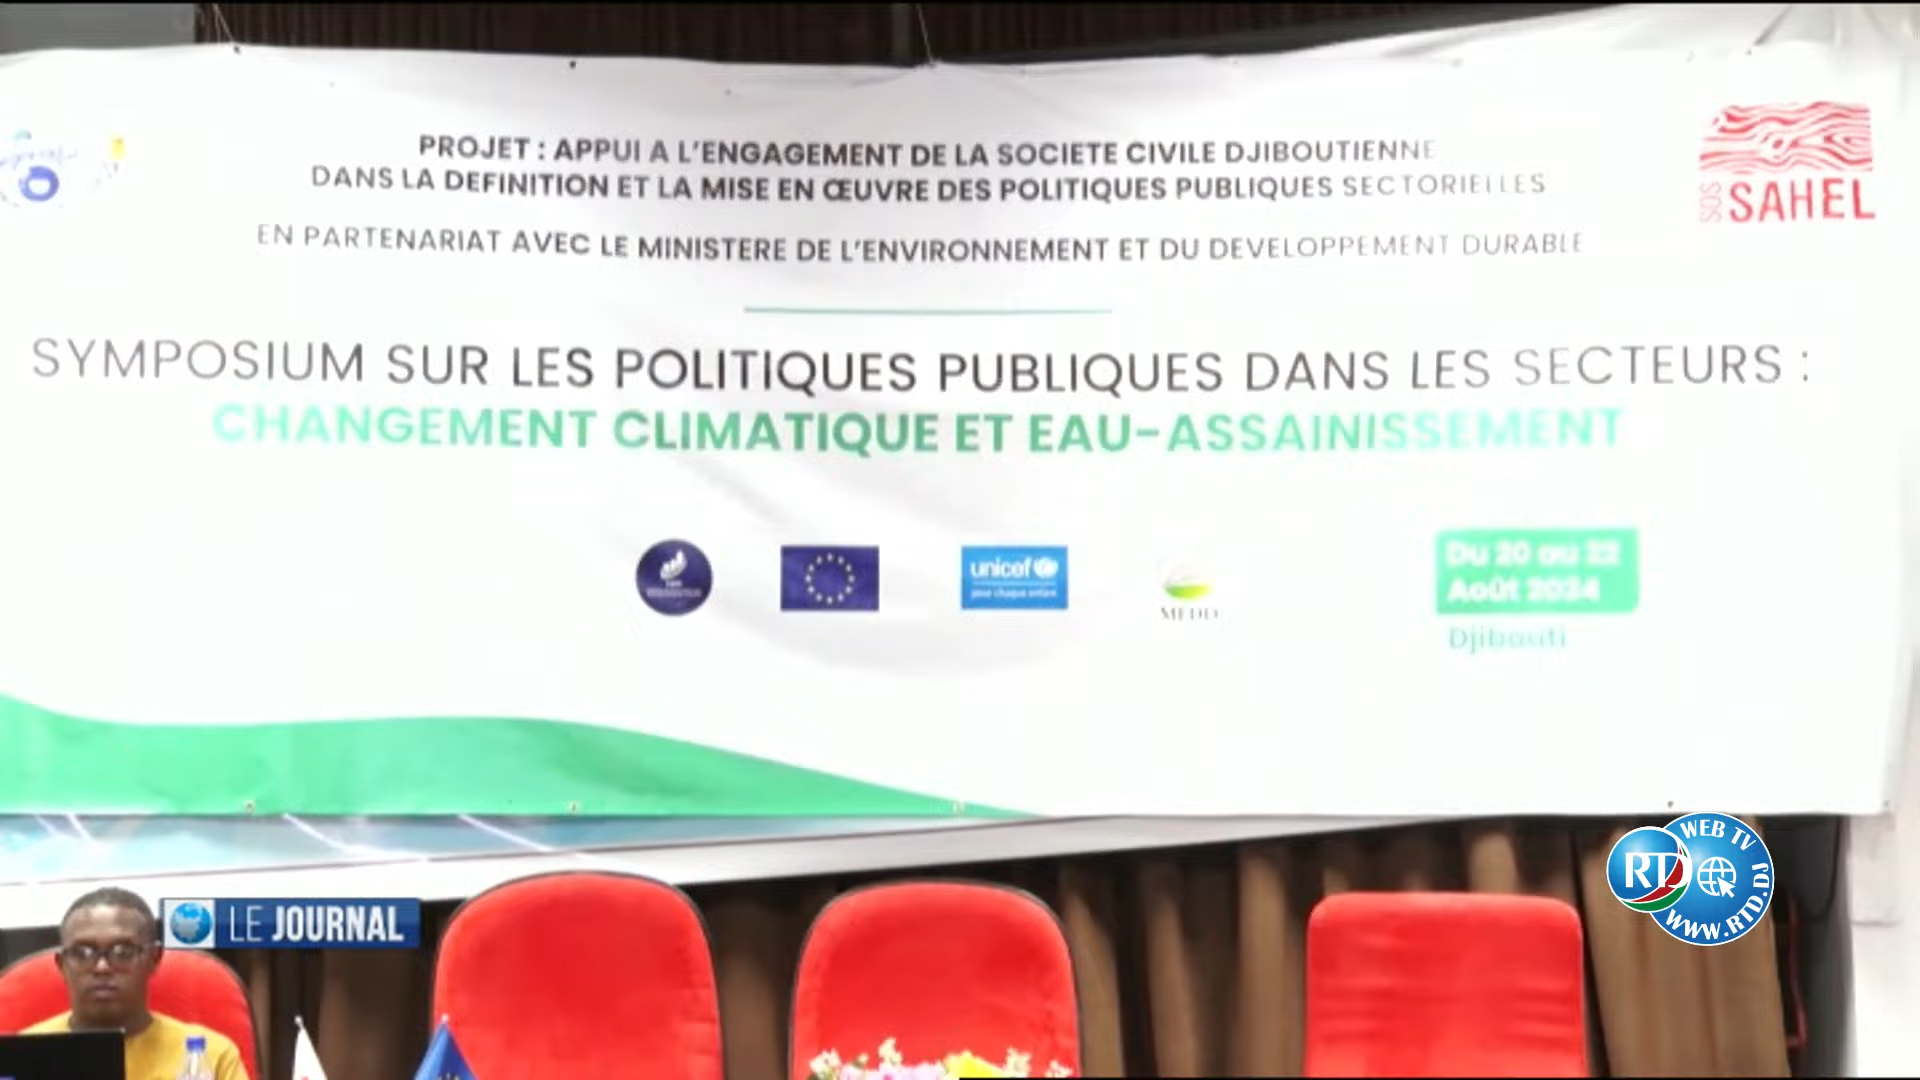 PROJET : APPUI A L'ENGAGEMENT DE LA SOCIETE CIVILE DJIBOUTIENNE
DANS LA DEFINITION ET LA MISE EN ŒUVRE DES POLITIQUES PUBLIQUES SECTORIELLES
EN PARTENARIAT AVEC LE MINISTERE DE L'ENVIRONNEMENT ET DU DEVELOPPEMENT DURABLE
SOS SAHEL
SYMPOSIUM SUR LES POLITIQUES PUBLIQUES DANS LES SECTEURS :
CHANGEMENT CLIMATIQUE ET EAU-ASSAINISSEMENT
unicef
pour chaque enfant
MEDD
Du 20 au 22
Août 2024
Djibouti
LE JOURNAL
RTD
WEB TV
WWW.RTD.DJ